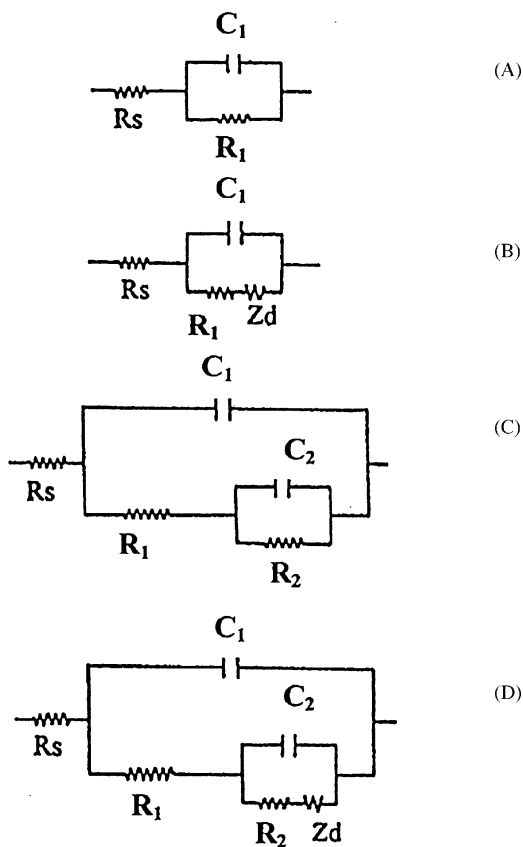 C₁
(A)
Rs
R₁
C₁
(B)
Rs
Zd
R₁
C₁
(C)
C₂
Rs
R₁
R₂
C₁
(D)
C₂
Rs
R₁
R₂
Zd